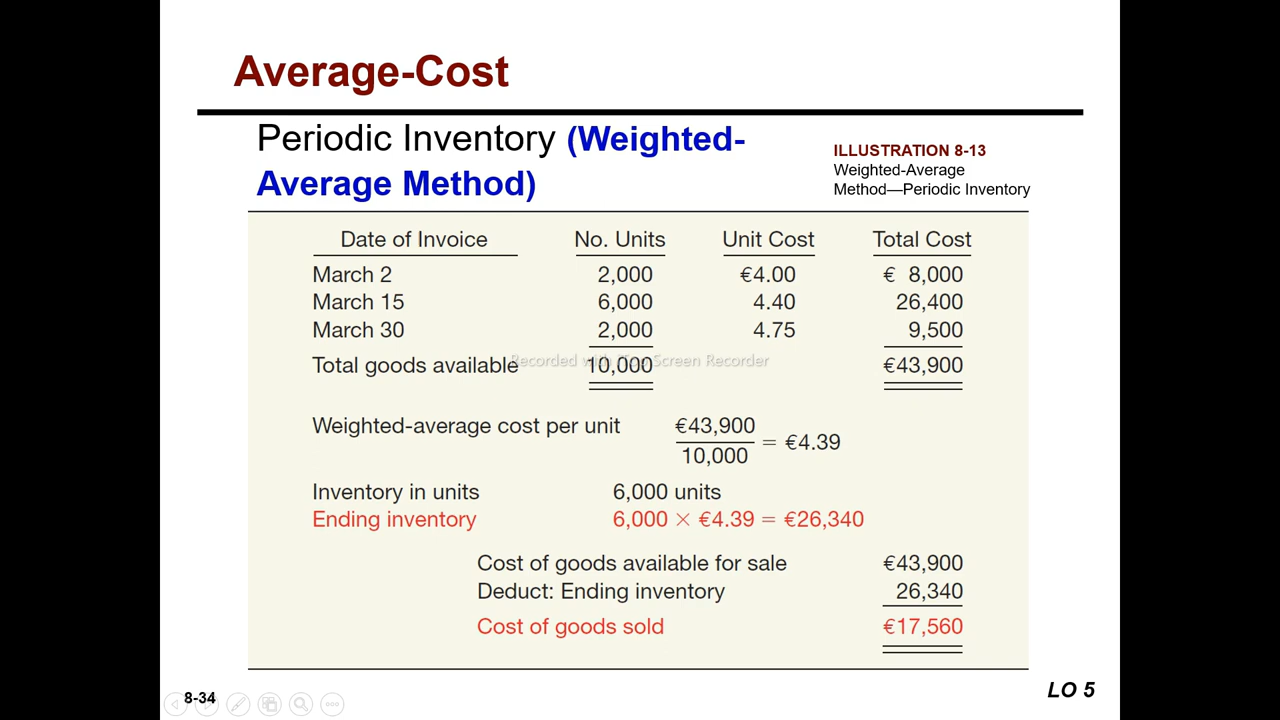 Average-Cost
Periodic Inventory (Weighted-
Average Method)
ILLUSTRATION 8-13
Weighted-Average
Method—Periodic Inventory
Date of Invoice No. Units Unit Cost Total Cost
March 2 2,000 €4.00 € 8,000
March 15 6,000 4.40 26,400
March 30 2,000 4.75 9,500
Recorded with iTop Screen Recorder
Total goods available 10,000 €43,900
Weighted-average cost per unit €43,900
= €4.39
10,000
Inventory in units 6,000 units
Ending inventory 6,000 × €4.39 = €26,340
Cost of goods available for sale €43,900
Deduct: Ending inventory 26,340
Cost of goods sold €17,560
8-34
LO 5